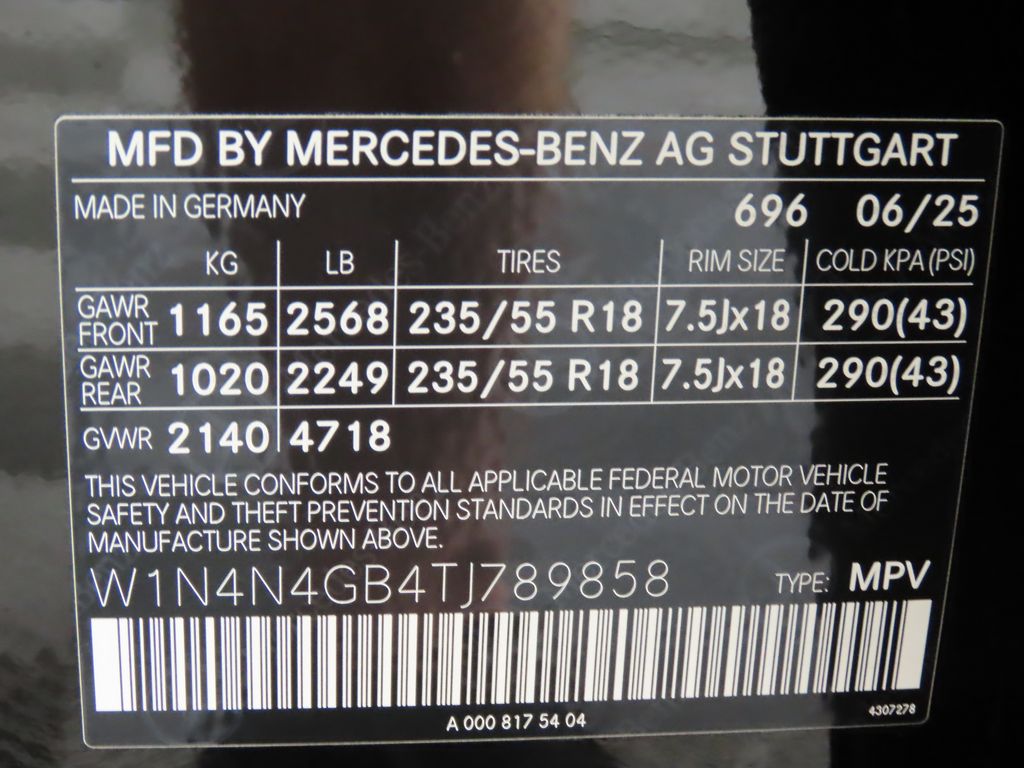 MFD BY MERCEDES-BENZ AG STUTTGART
MADE IN GERMANY 696 06/25
KG LB TIRES RIM SIZE COLD KPA (PSI)
GAWR FRONT 1165 2568 235/55 R18 7.5Jx18 290(43)
GAWR REAR 1020 2249 235/55 R18 7.5Jx18 290(43)
GVWR 2140 4718
THIS VEHICLE CONFORMS TO ALL APPLICABLE FEDERAL MOTOR VEHICLE
SAFETY AND THEFT PREVENTION STANDARDS IN EFFECT ON THE DATE OF
MANUFACTURE SHOWN ABOVE.
W1N4N4GB4TJ789858 TYPE: MPV
A 000 817 54 04 4307278